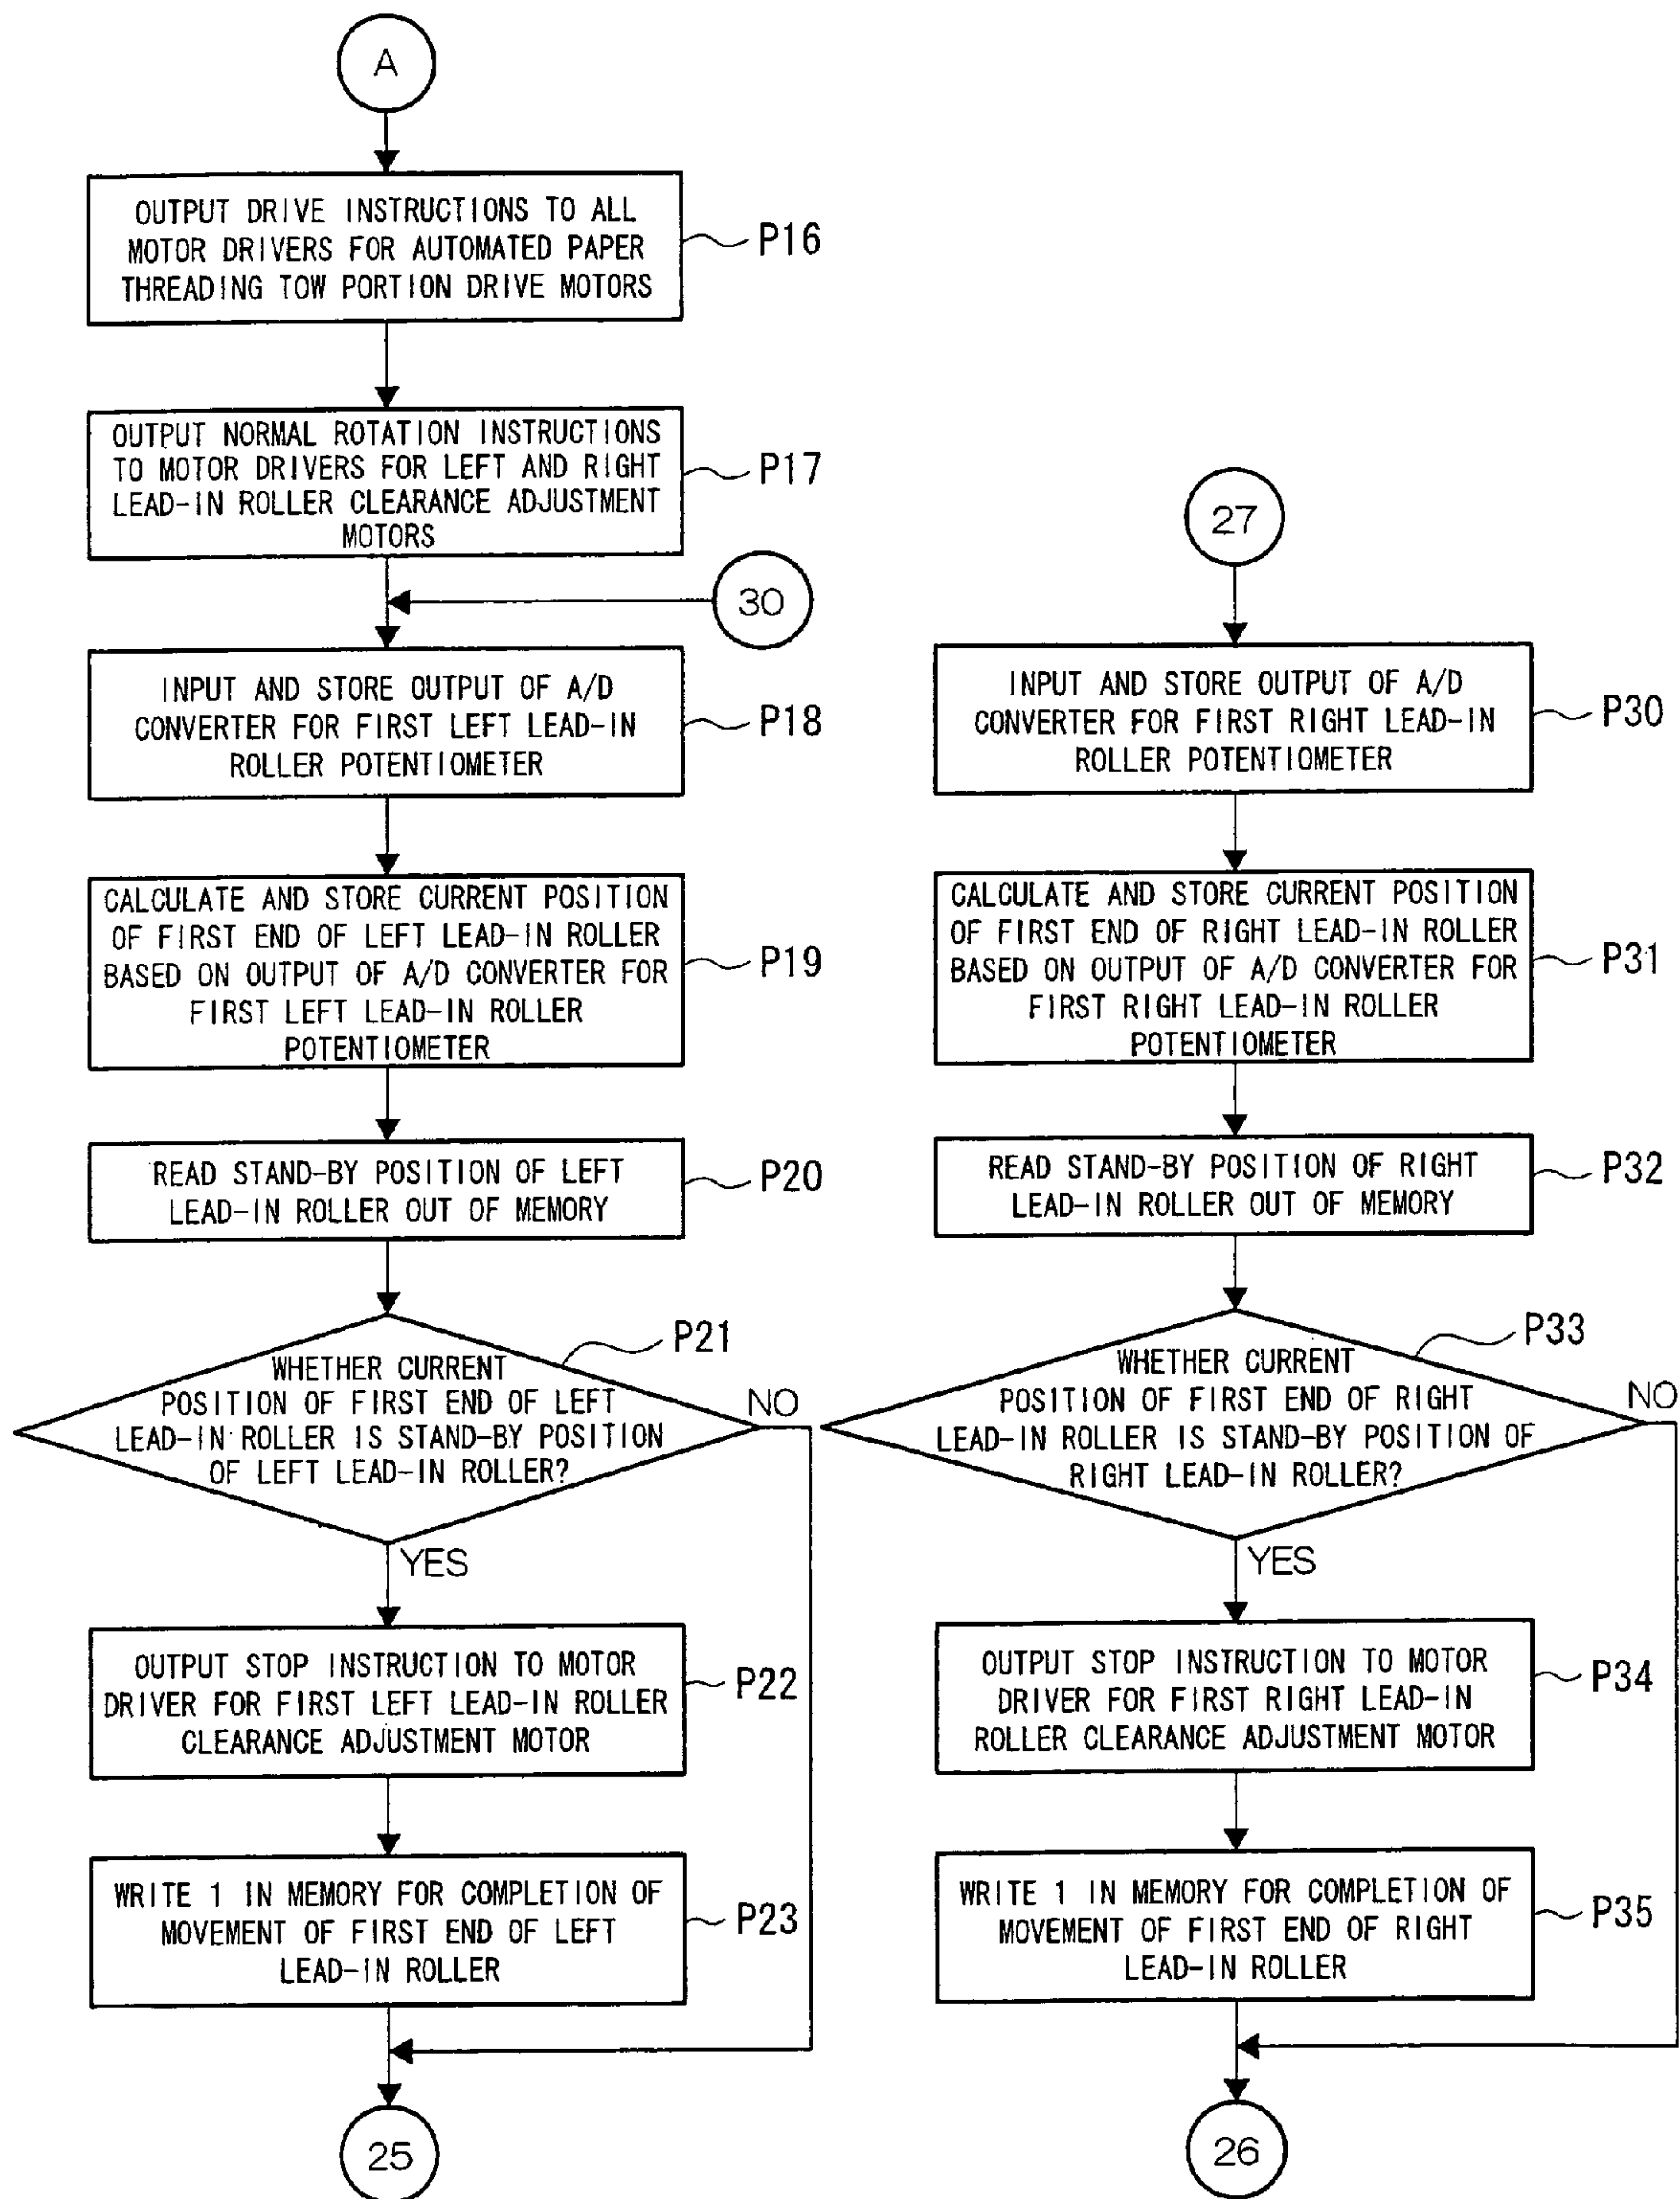 A
OUTPUT DRIVE INSTRUCTIONS TO ALL
MOTOR DRIVERS FOR AUTOMATED PAPER
THREADING TOW PORTION DRIVE MOTORS
P16
OUTPUT NORMAL ROTATION INSTRUCTIONS
TO MOTOR DRIVERS FOR LEFT AND RIGHT
LEAD-IN ROLLER CLEARANCE ADJUSTMENT
MOTORS
P17
30
INPUT AND STORE OUTPUT OF A/D
CONVERTER FOR FIRST LEFT LEAD-IN
ROLLER POTENTIOMETER
P18
CALCULATE AND STORE CURRENT POSITION
OF FIRST END OF LEFT LEAD-IN ROLLER
BASED ON OUTPUT OF A/D CONVERTER FOR
FIRST LEFT LEAD-IN ROLLER
POTENTIOMETER
P19
READ STAND-BY POSITION OF LEFT
LEAD-IN ROLLER OUT OF MEMORY
P20
P21
WHETHER CURRENT
POSITION OF FIRST END OF LEFT
LEAD-IN ROLLER IS STAND-BY POSITION
OF LEFT LEAD-IN ROLLER?
NO
YES
OUTPUT STOP INSTRUCTION TO MOTOR
DRIVER FOR FIRST LEFT LEAD-IN ROLLER
CLEARANCE ADJUSTMENT MOTOR
P22
WRITE 1 IN MEMORY FOR COMPLETION OF
MOVEMENT OF FIRST END OF LEFT
LEAD-IN ROLLER
P23
25
27
INPUT AND STORE OUTPUT OF A/D
CONVERTER FOR FIRST RIGHT LEAD-IN
ROLLER POTENTIOMETER
P30
CALCULATE AND STORE CURRENT POSITION
OF FIRST END OF RIGHT LEAD-IN ROLLER
BASED ON OUTPUT OF A/D CONVERTER FOR
FIRST RIGHT LEAD-IN ROLLER
POTENTIOMETER
P31
READ STAND-BY POSITION OF RIGHT
LEAD-IN ROLLER OUT OF MEMORY
P32
P33
WHETHER CURRENT
POSITION OF FIRST END OF RIGHT
LEAD-IN ROLLER IS STAND-BY POSITION OF
RIGHT LEAD-IN ROLLER?
NO
YES
OUTPUT STOP INSTRUCTION TO MOTOR
DRIVER FOR FIRST RIGHT LEAD-IN
ROLLER CLEARANCE ADJUSTMENT MOTOR
P34
WRITE 1 IN MEMORY FOR COMPLETION OF
MOVEMENT OF FIRST END OF RIGHT
LEAD-IN ROLLER
P35
26